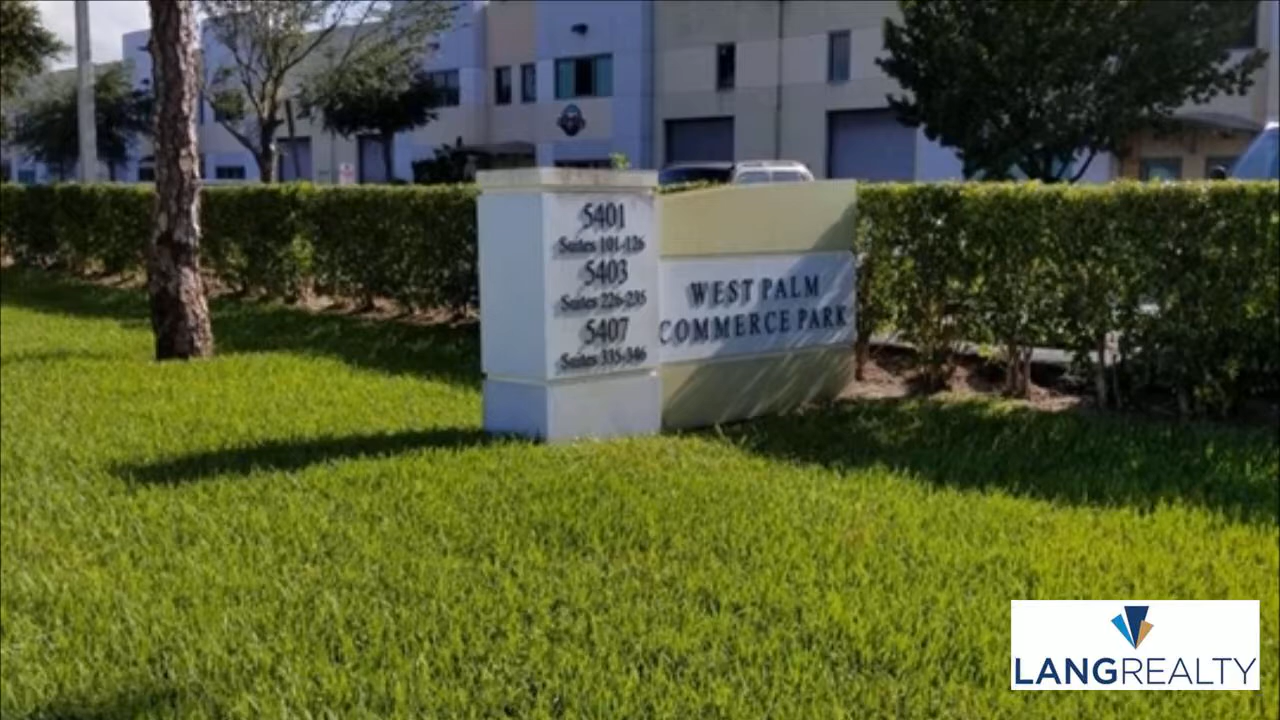 5401
Suites 101-126
5403
Suites 226-235
5407
Suites 335-346
WEST PALM
COMMERCE PARK
LANGREALTY